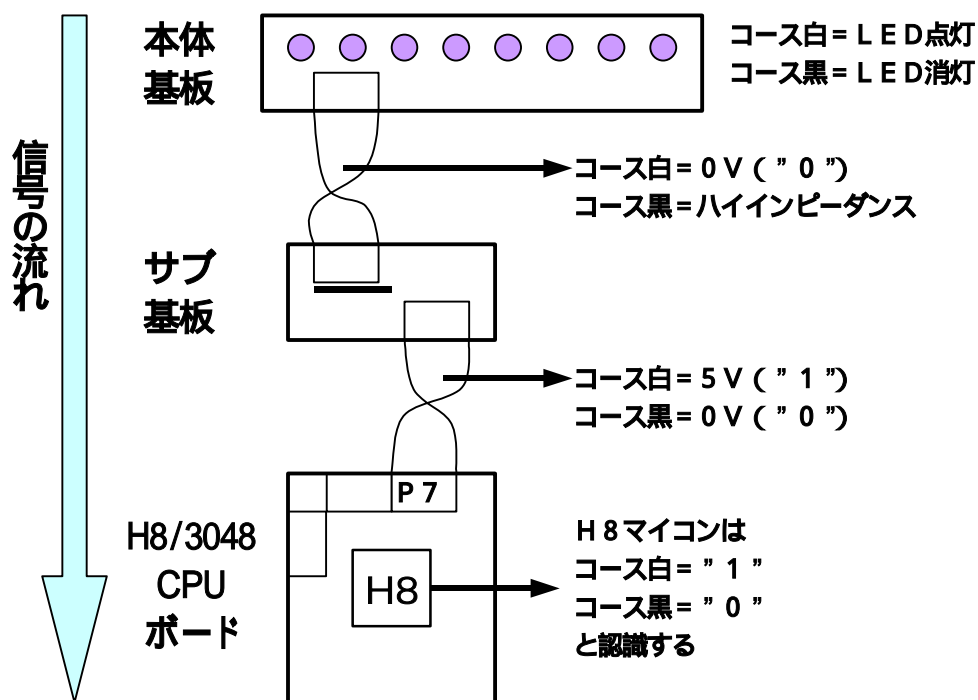 本体
基板
コース白=LED点灯
コース黒=LED消灯
信号の流れ
コース白=0V(”0”)
コース黒=ハイインピーダンス
サブ
基板
コース白=5V(”1”)
コース黒=0V(”0”)
P7
H8/3048
CPU
ボード
H8
H8マイコンは
コース白=”1”
コース黒=”0”
と認識する